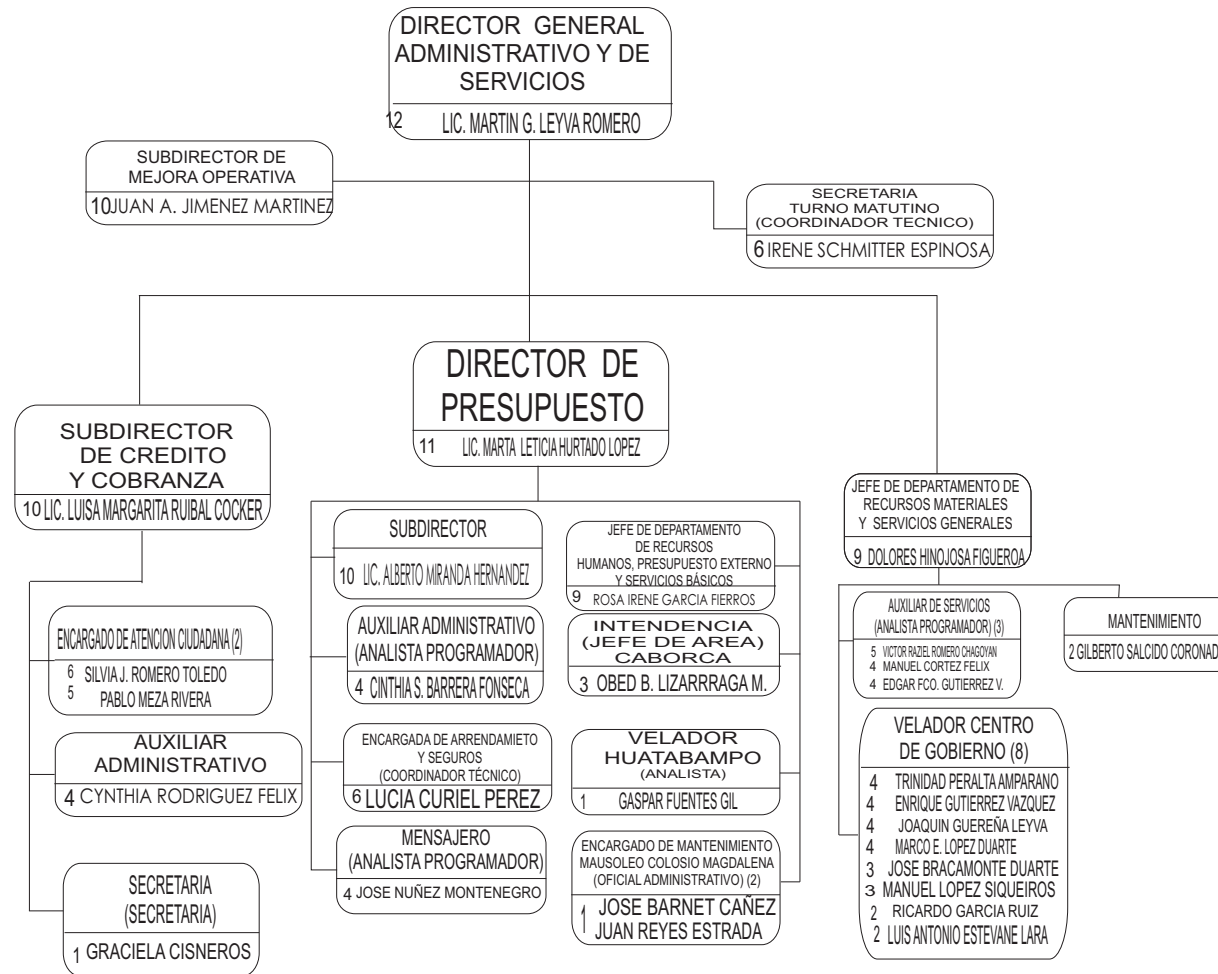 DIRECTOR GENERAL
ADMINISTRATIVO Y DE
SERVICIOS
12 LIC. MARTIN G. LEYVA ROMERO
SUBDIRECTOR DE
MEJORA OPERATIVA
10 JUAN A. JIMENEZ MARTINEZ
SECRETARIA
TURNO MATUTINO
(COORDINADOR TECNICO)
6 IRENE SCHMITTER ESPINOSA
SUBDIRECTOR
DE CREDITO
Y COBRANZA
10 LIC. LUISA MARGARITA RUIBAL COCKER
DIRECTOR DE
PRESUPUESTO
11 LIC. MARTA LETICIA HURTADO LOPEZ
JEFE DE DEPARTAMENTO DE
RECURSOS MATERIALES
Y SERVICIOS GENERALES
9 DOLORES HINOJOSA FIGUEROA
ENCARGADO DE ATENCION CIUDADANA (2)
6 SILVIA J. ROMERO TOLEDO
5 PABLO MEZA RIVERA
AUXILIAR
ADMINISTRATIVO
4 CYNTHIA RODRIGUEZ FELIX
SECRETARIA
(SECRETARIA)
1 GRACIELA CISNEROS
SUBDIRECTOR
10 LIC. ALBERTO MIRANDA HERNANDEZ
AUXILIAR ADMINISTRATIVO
(ANALISTA PROGRAMADOR)
4 CINTHIA S. BARRERA FONSECA
ENCARGADA DE ARRENDAMIETO
Y SEGUROS
(COORDINADOR TÉCNICO)
6 LUCIA CURIEL PEREZ
MENSAJERO
(ANALISTA PROGRAMADOR)
4 JOSE NUÑEZ MONTENEGRO
JEFE DE DEPARTAMENTO
DE RECURSOS
HUMANOS, PRESUPUESTO EXTERNO
Y SERVICIOS BÁSICOS
9 ROSA IRENE GARCIA FIERROS
INTENDENCIA
(JEFE DE AREA)
CABORCA
3 OBED B. LIZARRRAGA M.
VELADOR
HUATABAMPO
(ANALISTA)
1 GASPAR FUENTES GIL
ENCARGADO DE MANTENIMIENTO
MAUSOLEO COLOSIO MAGDALENA
(OFICIAL ADMINISTRATIVO) (2)
1 JOSE BARNET CAÑEZ
JUAN REYES ESTRADA
AUXILIAR DE SERVICIOS
(ANALISTA PROGRAMADOR) (3)
5 VICTOR RAZIEL ROMERO CHAGOYAN
4 MANUEL CORTEZ FELIX
4 EDGAR FCO. GUTIERREZ V.
MANTENIMIENTO
2 GILBERTO SALCIDO CORONAD
VELADOR CENTRO
DE GOBIERNO (8)
4 TRINIDAD PERALTA AMPARANO
4 ENRIQUE GUTIERREZ VAZQUEZ
4 JOAQUIN GUEREÑA LEYVA
4 MARCO E. LOPEZ DUARTE
3 JOSE BRACAMONTE DUARTE
3 MANUEL LOPEZ SIQUEIROS
2 RICARDO GARCIA RUIZ
2 LUIS ANTONIO ESTEVANE LARA